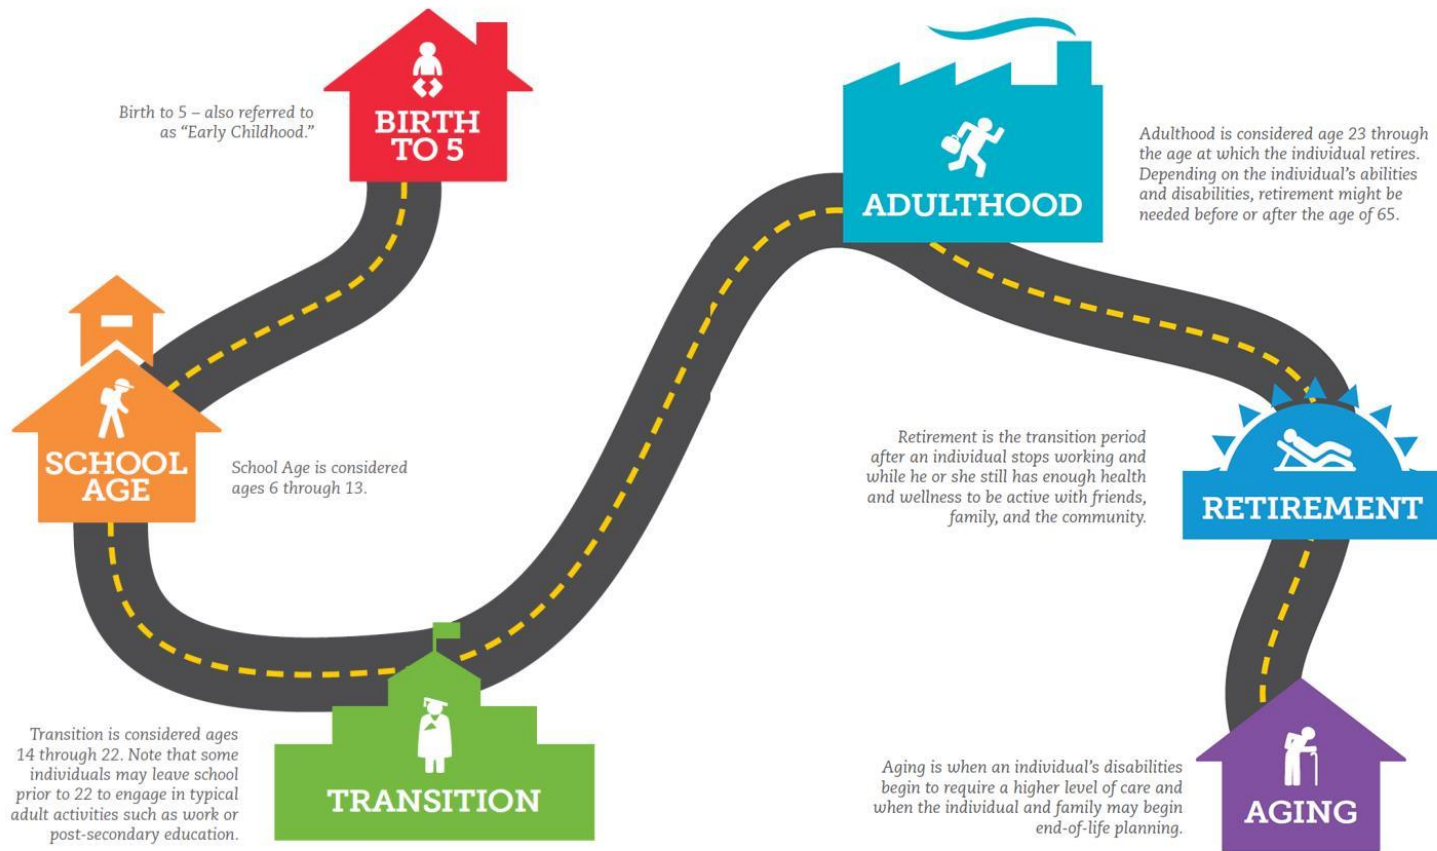 Birth to 5 – also referred to
as “Early Childhood.”
BIRTH
TO 5
SCHOOL
AGE
School Age is considered
ages 6 through 13.
Transition is considered ages
14 through 22. Note that some
individuals may leave school
prior to 22 to engage in typical
adult activities such as work or
post-secondary education.
TRANSITION
ADULTHOOD
Adulthood is considered age 23 through
the age at which the individual retires.
Depending on the individual’s abilities
and disabilities, retirement might be
needed before or after the age of 65.
Retirement is the transition period
after an individual stops working and
while he or she still has enough health
and wellness to be active with friends,
family, and the community.
RETIREMENT
Aging is when an individual’s disabilities
begin to require a higher level of care and
when the individual and family may begin
end-of-life planning.
AGING